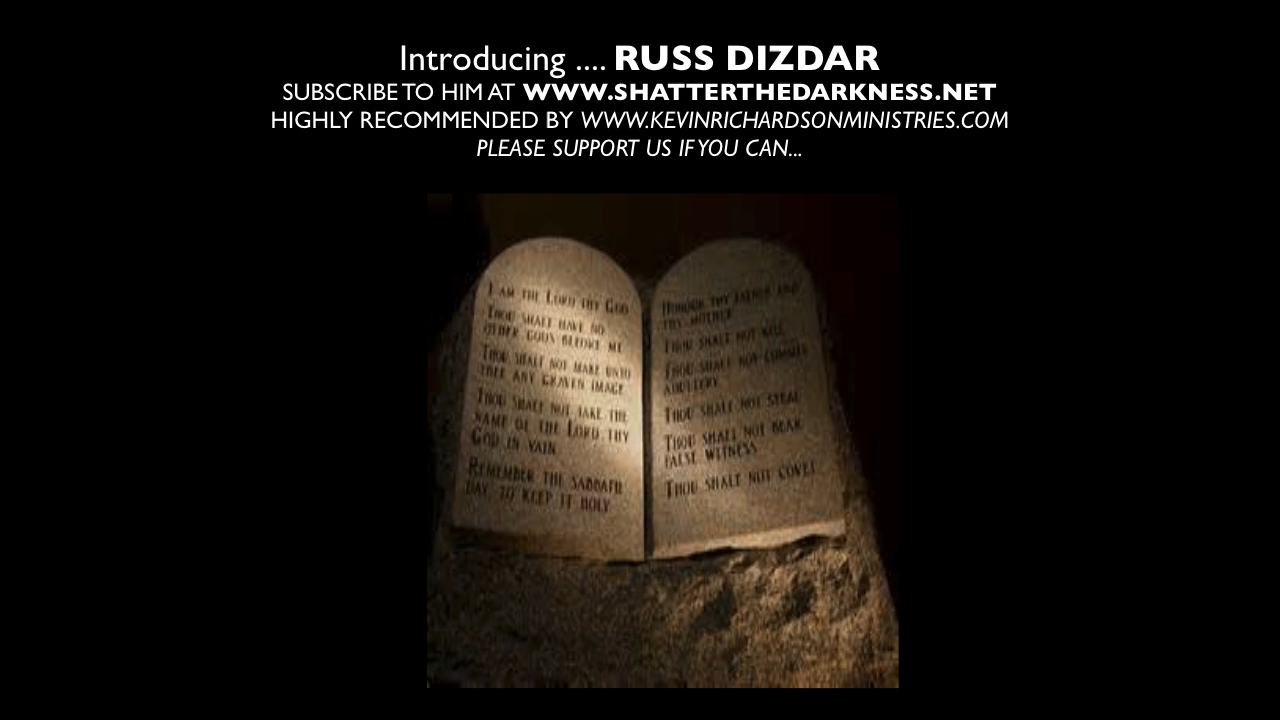 Introducing .... RUSS DIZDAR
SUBSCRIBE TO HIM AT WWW.SHATTERTHEDARKNESS.NET
HIGHLY RECOMMENDED BY WWW.KEVINRICHARDSONMINISTRIES.COM
PLEASE SUPPORT US IF YOU CAN...
I AM THE LORD THY GOD
THOU SHALT HAVE NO
OTHER GODS BEFORE ME
THOU SHALT NOT MAKE UNTO
THEE ANY GRAVEN IMAGE
THOU SHALT NOT TAKE THE
NAME OF THE LORD THY
GOD IN VAIN
REMEMBER THE SABBATH
DAY, TO KEEP IT HOLY
HONOUR THY FATHER AND
THY MOTHER
THOU SHALT NOT KILL
THOU SHALT NOT COMMIT
ADULTERY
THOU SHALT NOT STEAL
THOU SHALT NOT BEAR
FALSE WITNESS
THOU SHALT NOT COVET